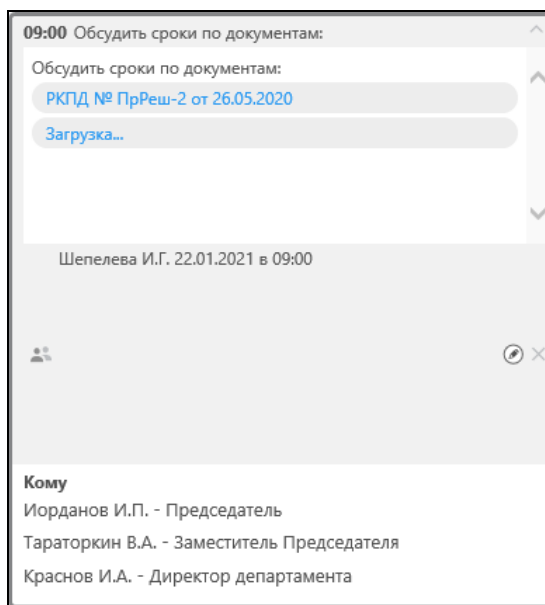 09:00 Обсудить сроки по документам:
Обсудить сроки по документам:
РКПД № ПрРеш-2 от 26.05.2020
Загрузка...
Шепелева И.Г. 22.01.2021 в 09:00
Кому
Иорданов И.П. - Председатель
Тараторкин В.А. - Заместитель Председателя
Краснов И.А. - Директор департамента